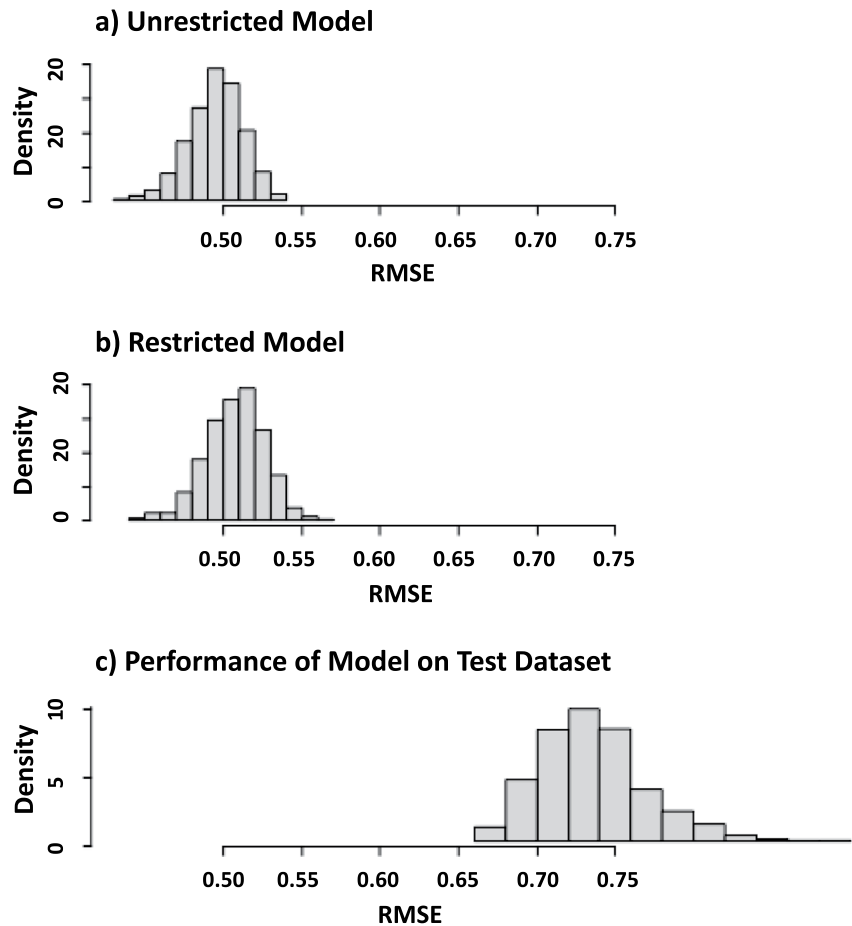 a) Unrestricted Model
20
20
0
Density
0.50 0.55 0.60 0.65 0.70 0.75
RMSE
b) Restricted Model
20
20
0
Density
0.50 0.55 0.60 0.65 0.70 0.75
RMSE
c) Performance of Model on Test Dataset
10
5
0
Density
0.50 0.55 0.60 0.65 0.70 0.75
RMSE